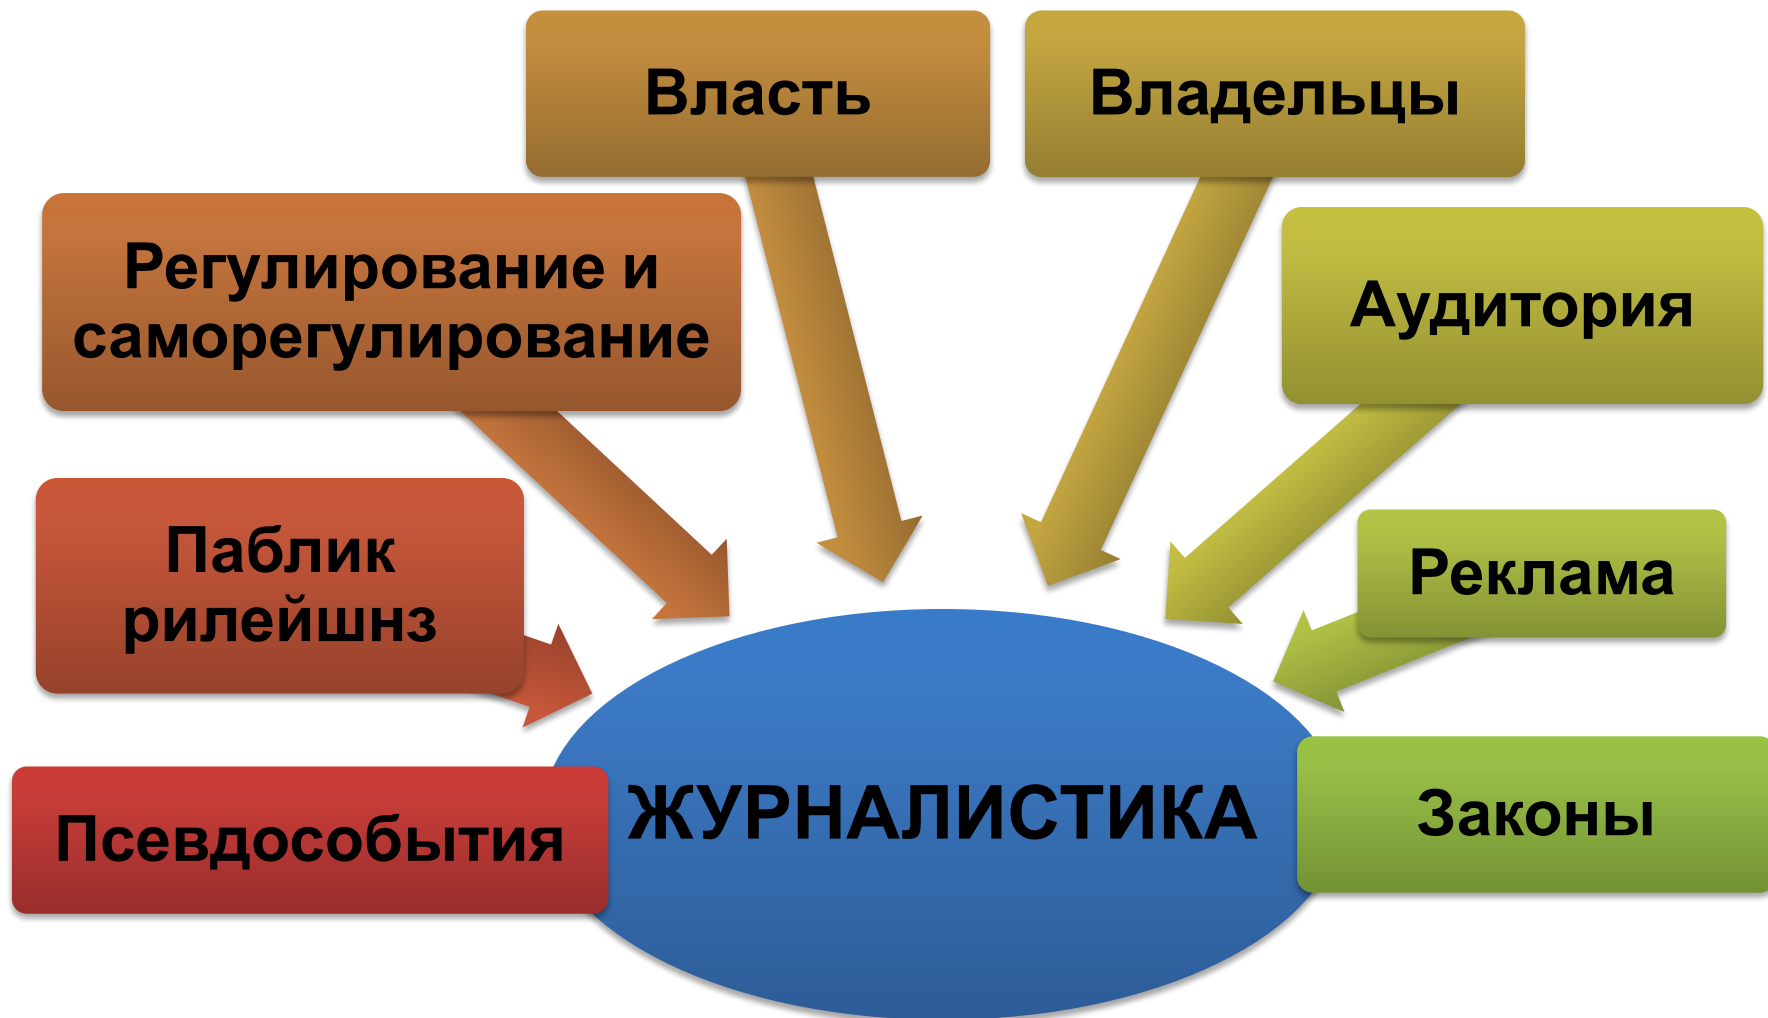 Власть
Владельцы
Регулирование и
саморегулирование
Аудитория
Паблик
рилейшнз
Реклама
Псевдособытия
ЖУРНАЛИСТИКА
Законы